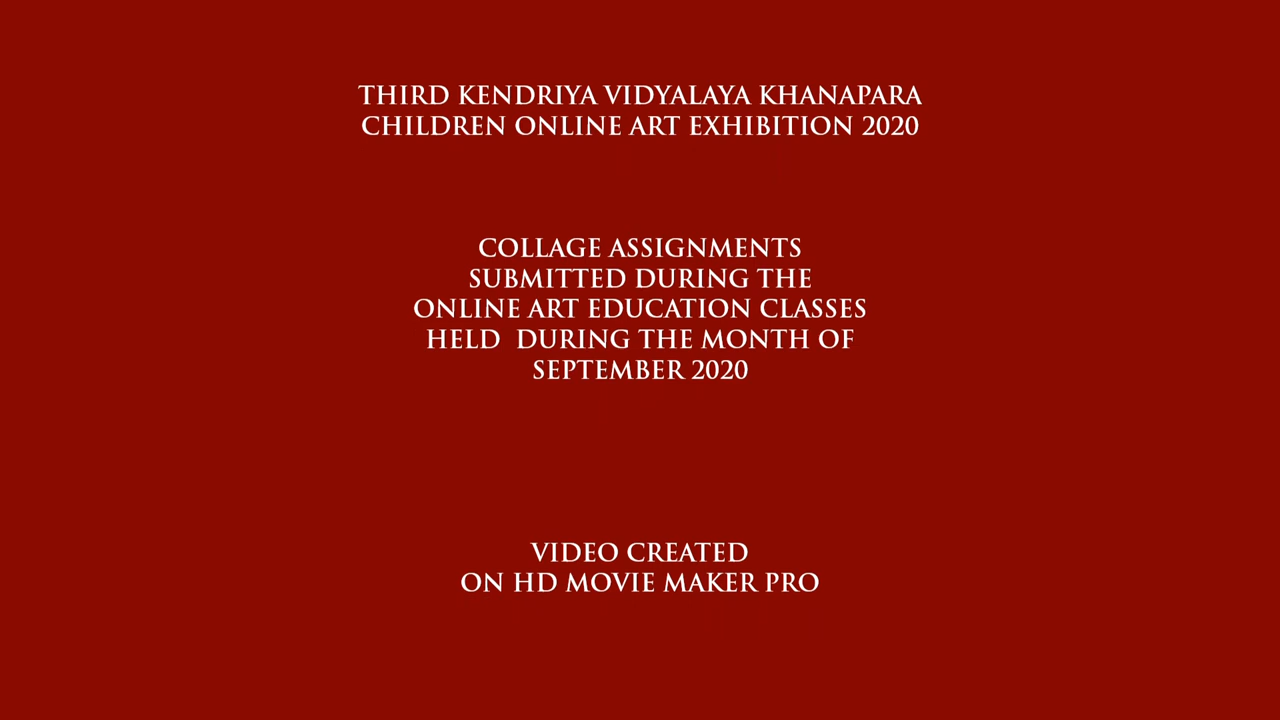 THIRD KENDRIYA VIDYALAYA KHANAPARA
CHILDREN ONLINE ART EXHIBITION 2020
COLLAGE ASSIGNMENTS
SUBMITTED DURING THE
ONLINE ART EDUCATION CLASSES
HELD  DURING THE MONTH OF
SEPTEMBER 2020
VIDEO CREATED
ON HD MOVIE MAKER PRO